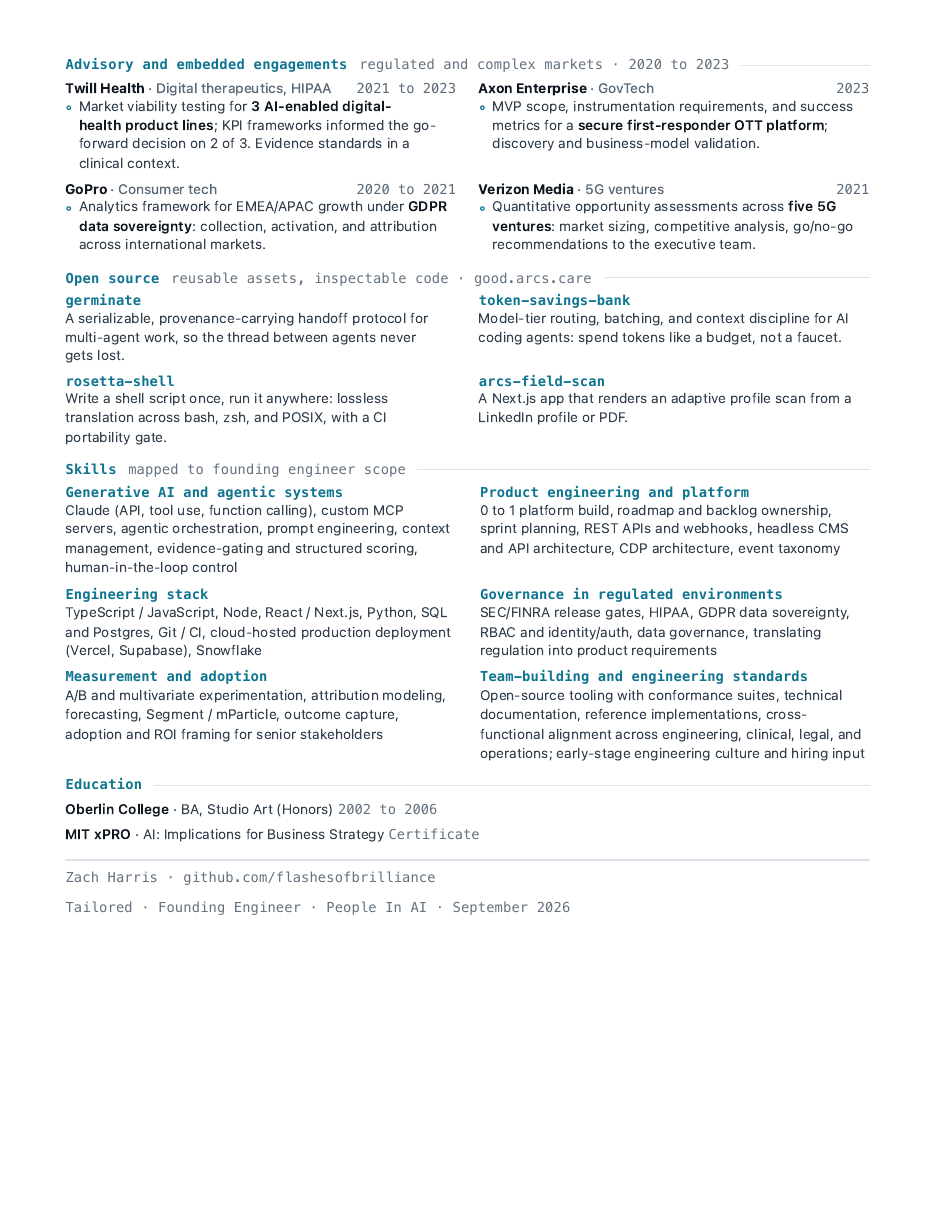 Advisory and embedded engagements regulated and complex markets · 2020 to 2023
Twill Health · Digital therapeutics, HIPAA 2021 to 2023
Market viability testing for 3 AI-enabled digital-
health product lines; KPI frameworks informed the go-
forward decision on 2 of 3. Evidence standards in a
clinical context.
Axon Enterprise · GovTech 2023
MVP scope, instrumentation requirements, and success
metrics for a secure first-responder OTT platform;
discovery and business-model validation.
GoPro · Consumer tech 2020 to 2021
Analytics framework for EMEA/APAC growth under GDPR
data sovereignty: collection, activation, and attribution
across international markets.
Verizon Media · 5G ventures 2021
Quantitative opportunity assessments across five 5G
ventures: market sizing, competitive analysis, go/no-go
recommendations to the executive team.
Open source reusable assets, inspectable code · good.arcs.care
germinate
A serializable, provenance-carrying handoff protocol for
multi-agent work, so the thread between agents never
gets lost.
token-savings-bank
Model-tier routing, batching, and context discipline for AI
coding agents: spend tokens like a budget, not a faucet.
rosetta-shell
Write a shell script once, run it anywhere: lossless
translation across bash, zsh, and POSIX, with a CI
portability gate.
arcs-field-scan
A Next.js app that renders an adaptive profile scan from a
LinkedIn profile or PDF.
Skills mapped to founding engineer scope
Generative AI and agentic systems
Claude (API, tool use, function calling), custom MCP
servers, agentic orchestration, prompt engineering, context
management, evidence-gating and structured scoring,
human-in-the-loop control
Product engineering and platform
0 to 1 platform build, roadmap and backlog ownership,
sprint planning, REST APIs and webhooks, headless CMS
and API architecture, CDP architecture, event taxonomy
Engineering stack
TypeScript / JavaScript, Node, React / Next.js, Python, SQL
and Postgres, Git / CI, cloud-hosted production deployment
(Vercel, Supabase), Snowflake
Governance in regulated environments
SEC/FINRA release gates, HIPAA, GDPR data sovereignty,
RBAC and identity/auth, data governance, translating
regulation into product requirements
Measurement and adoption
A/B and multivariate experimentation, attribution modeling,
forecasting, Segment / mParticle, outcome capture,
adoption and ROI framing for senior stakeholders
Team-building and engineering standards
Open-source tooling with conformance suites, technical
documentation, reference implementations, cross-
functional alignment across engineering, clinical, legal, and
operations; early-stage engineering culture and hiring input
Education
Oberlin College · BA, Studio Art (Honors) 2002 to 2006
MIT xPRO · AI: Implications for Business Strategy Certificate
Zach Harris · github.com/flashesofbrilliance
Tailored · Founding Engineer · People In AI · September 2026